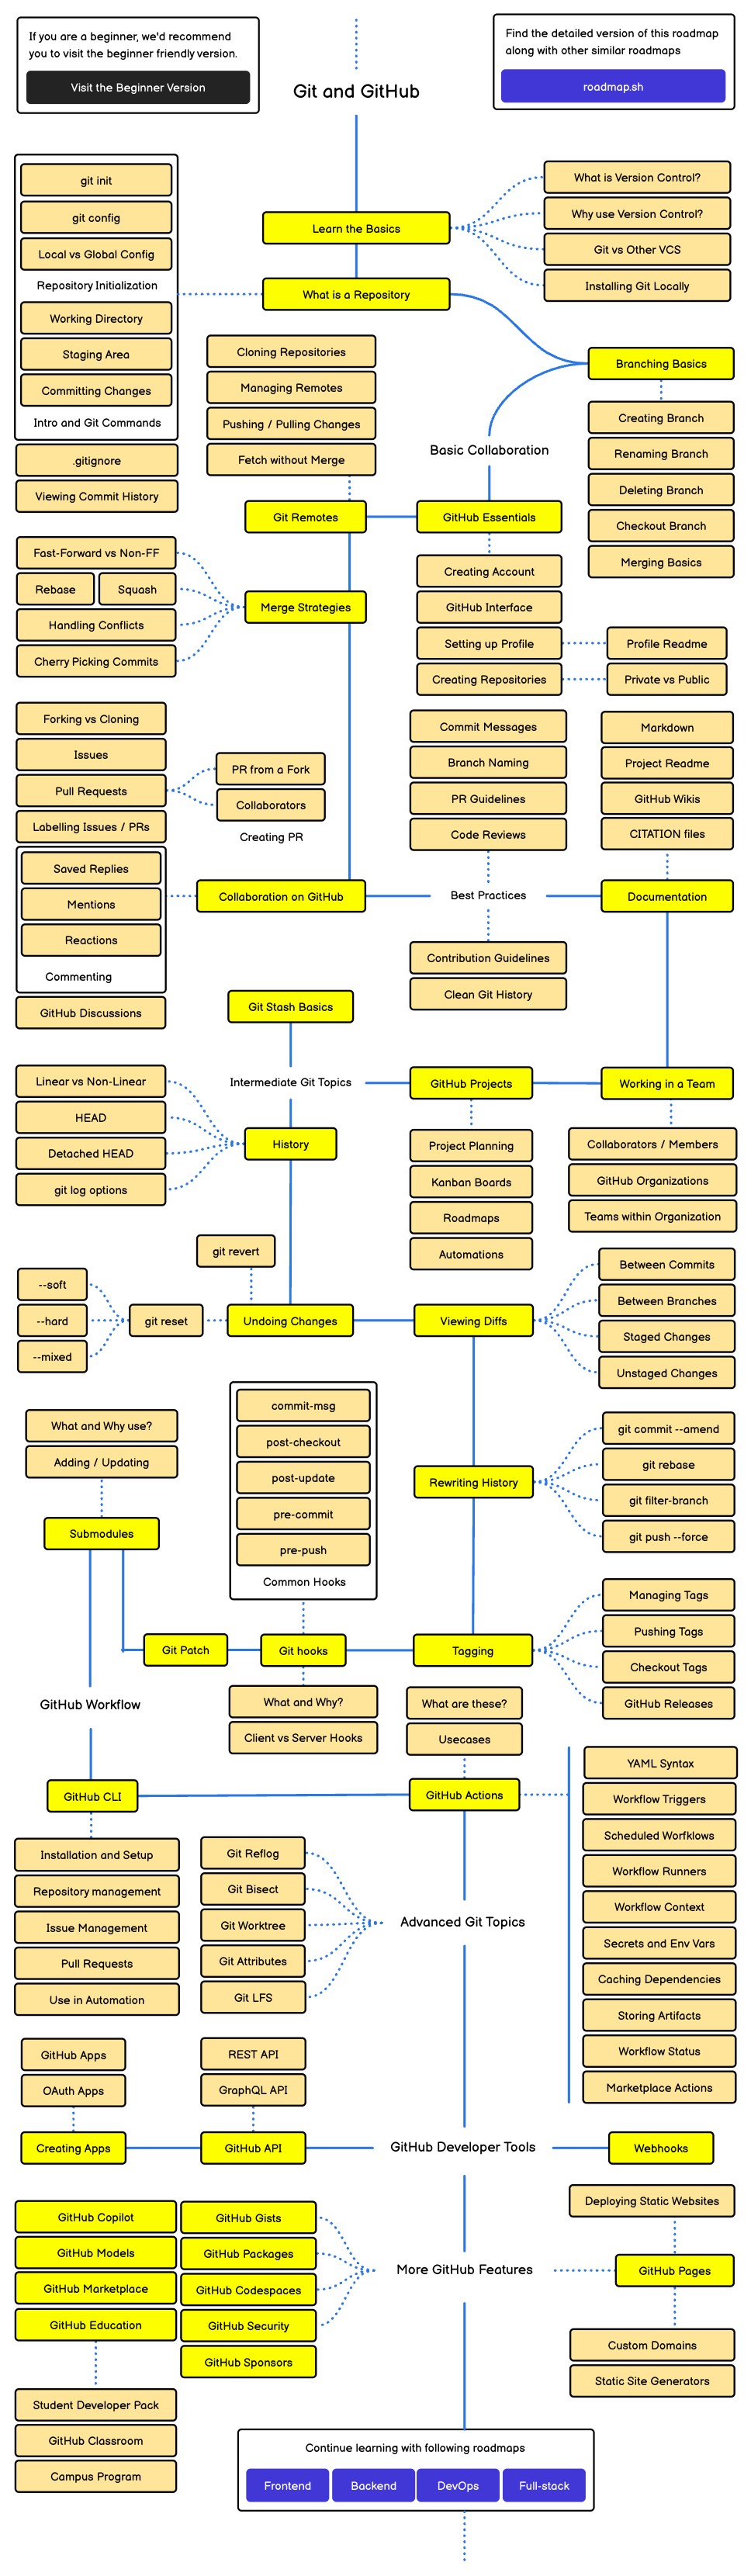 If you are a beginner, we'd recommend
you to visit the beginner friendly version.
Visit the Beginner Version
Find the detailed version of this roadmap
along with other similar roadmaps
roadmap.sh
Git and GitHub
Learn the Basics
What is Version Control?
Why use Version Control?
Git vs Other VCS
Installing Git Locally
What is a Repository
git init
git config
Local vs Global Config
Repository Initialization
Working Directory
Staging Area
Committing Changes
Intro and Git Commands
.gitignore
Viewing Commit History
Branching Basics
Creating Branch
Renaming Branch
Deleting Branch
Checkout Branch
Merging Basics
Basic Collaboration
GitHub Essentials
Creating Account
GitHub Interface
Setting up Profile
Profile Readme
Creating Repositories
Private vs Public
Cloning Repositories
Managing Remotes
Pushing / Pulling Changes
Fetch without Merge
Git Remotes
Merge Strategies
Fast-Forward vs Non-FF
Rebase
Squash
Handling Conflicts
Cherry Picking Commits
Forking vs Cloning
Issues
Pull Requests
PR from a Fork
Collaborators
Creating PR
Labelling Issues / PRs
Saved Replies
Mentions
Reactions
Commenting
GitHub Discussions
Collaboration on GitHub
Commit Messages
Branch Naming
PR Guidelines
Code Reviews
Best Practices
Contribution Guidelines
Clean Git History
Markdown
Project Readme
GitHub Wikis
CITATION files
Documentation
Working in a Team
Collaborators / Members
GitHub Organizations
Teams within Organization
GitHub Projects
Project Planning
Kanban Boards
Roadmaps
Automations
Git Stash Basics
Intermediate Git Topics
History
Linear vs Non-Linear
HEAD
Detached HEAD
git log options
git revert
Undoing Changes
git reset
--soft
--hard
--mixed
Viewing Diffs
Between Commits
Between Branches
Staged Changes
Unstaged Changes
Rewriting History
git commit --amend
git rebase
git filter-branch
git push --force
Tagging
Managing Tags
Pushing Tags
Checkout Tags
GitHub Releases
commit-msg
post-checkout
post-update
pre-commit
pre-push
Common Hooks
Git hooks
What and Why?
Client vs Server Hooks
Git Patch
What and Why use?
Adding / Updating
Submodules
GitHub Workflow
GitHub CLI
Installation and Setup
Repository management
Issue Management
Pull Requests
Use in Automation
What are these?
Usecases
GitHub Actions
YAML Syntax
Workflow Triggers
Scheduled Worfklows
Workflow Runners
Workflow Context
Secrets and Env Vars
Caching Dependencies
Storing Artifacts
Workflow Status
Marketplace Actions
Advanced Git Topics
Git Reflog
Git Bisect
Git Worktree
Git Attributes
Git LFS
GitHub Developer Tools
Webhooks
REST API
GraphQL API
GitHub API
GitHub Apps
OAuth Apps
Creating Apps
More GitHub Features
GitHub Gists
GitHub Packages
GitHub Codespaces
GitHub Security
GitHub Sponsors
GitHub Copilot
GitHub Models
GitHub Marketplace
GitHub Education
Student Developer Pack
GitHub Classroom
Campus Program
Deploying Static Websites
GitHub Pages
Custom Domains
Static Site Generators
Continue learning with following roadmaps
Frontend
Backend
DevOps
Full-stack